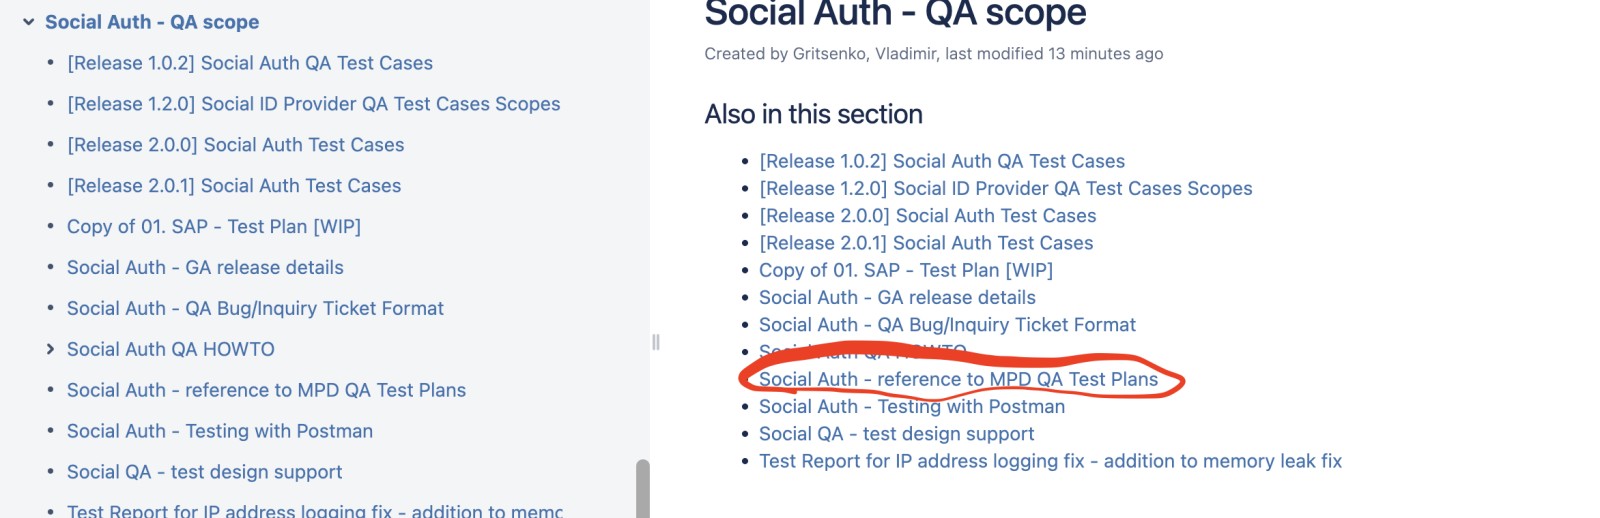 Social Auth - QA scope
[Release 1.0.2] Social Auth QA Test Cases
[Release 1.2.0] Social ID Provider QA Test Cases Scopes
[Release 2.0.0] Social Auth Test Cases
[Release 2.0.1] Social Auth Test Cases
Copy of 01. SAP - Test Plan [WIP]
Social Auth - GA release details
Social Auth - QA Bug/Inquiry Ticket Format
Social Auth QA HOWTO
Social Auth - reference to MPD QA Test Plans
Social Auth - Testing with Postman
Social QA - test design support
Test Report for IP address logging fix - addition to memc
Social Auth - QA scope
Created by Gritsenko, Vladimir, last modified 13 minutes ago
Also in this section
[Release 1.0.2] Social Auth QA Test Cases
[Release 1.2.0] Social ID Provider QA Test Cases Scopes
[Release 2.0.0] Social Auth Test Cases
[Release 2.0.1] Social Auth Test Cases
Copy of 01. SAP - Test Plan [WIP]
Social Auth - GA release details
Social Auth - QA Bug/Inquiry Ticket Format
Social Auth QA HOWTO
Social Auth - reference to MPD QA Test Plans
Social Auth - Testing with Postman
Social QA - test design support
Test Report for IP address logging fix - addition to memory leak fix